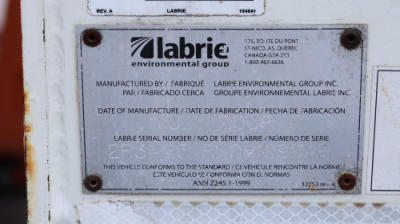 REV. A LABRIE 104641
labrie
environmental group
175, ROUTE DU PONT
ST-NICOLAS, QUEBEC
CANADA G7A 2T3
1-800-463-6638
MANUFACTURED BY / FABRIQUÉ
PAR / FABRICADO CERCA
LABRIE ENVIRONMENTAL GROUP INC.
GROUPE ENVIRONNEMENTAL LABRIE INC.
DATE OF MANUFACTURE / DATE DE FABRICATION / FECHA DE FABRICACIÓN
LABRIE SERIAL NUMBER / NO DE SÉRIE LABRIE / NÚMERO DE SERIE
THIS VEHICLE CONFORMS TO THE STANDARD / CE VÉHICULE RENCONTRE LA NORME
ESTE VEHÍCULO SE CONFORMA CON EL NORMAS
ANSI Z245.1-1999